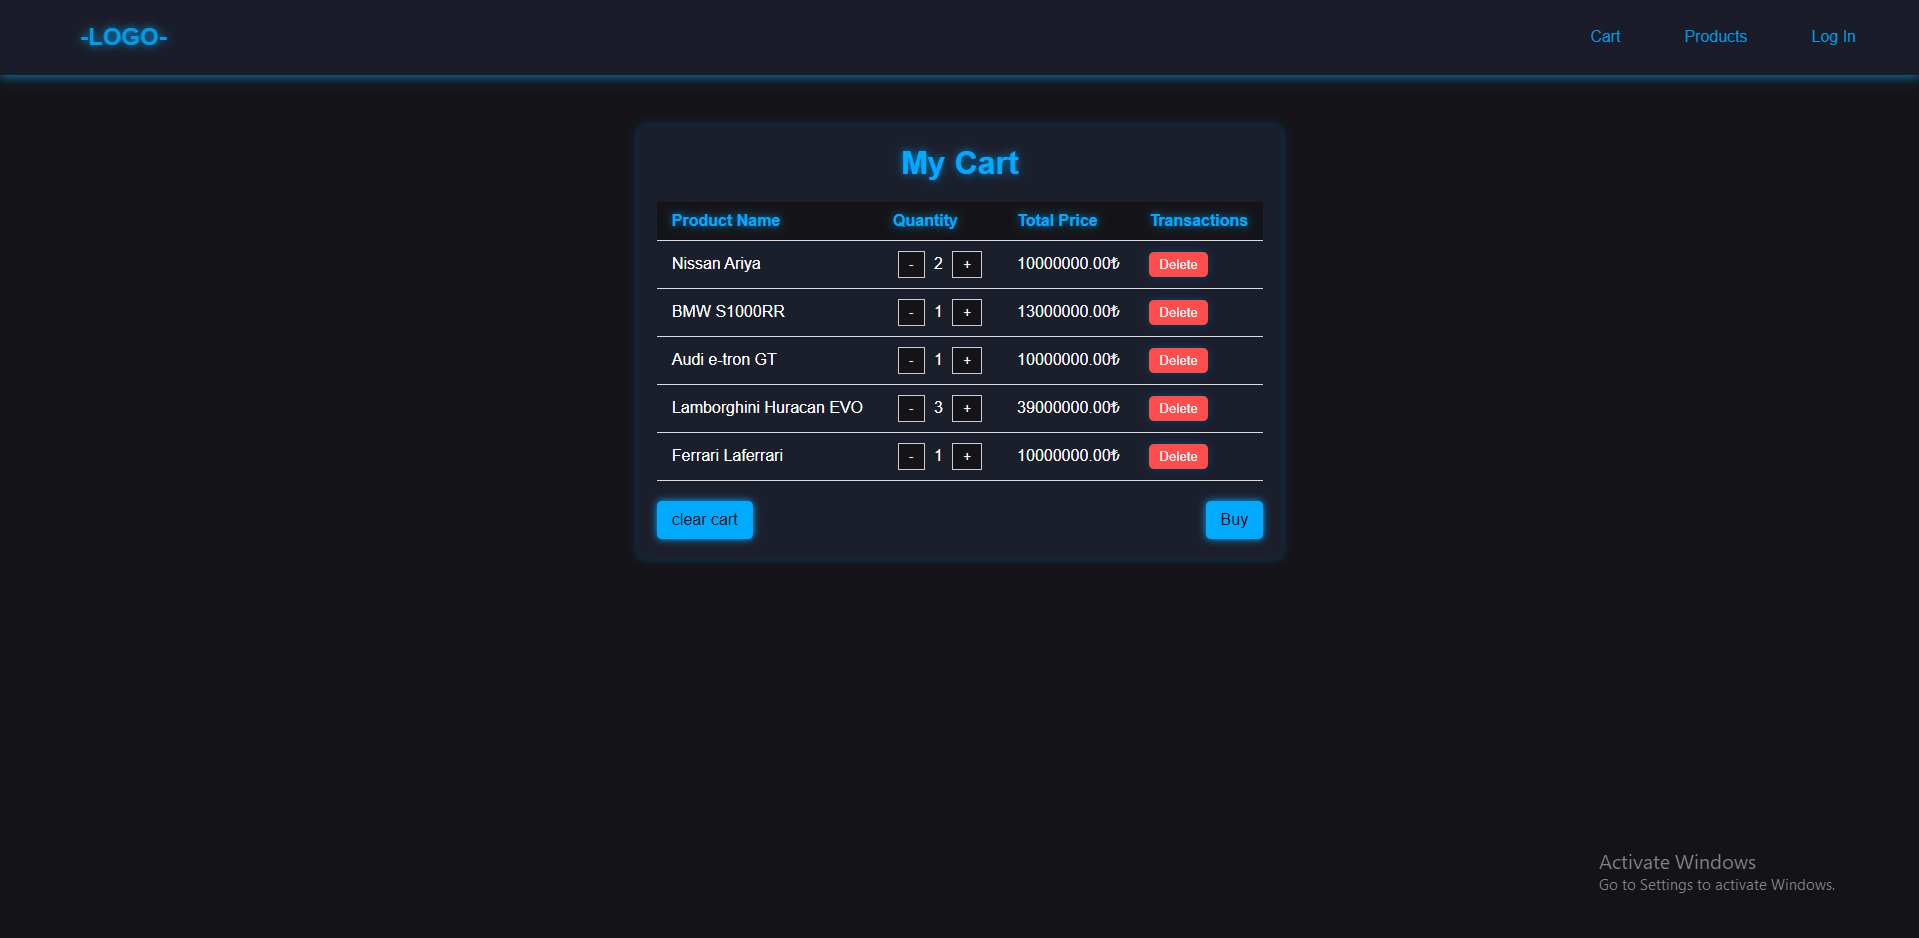 -LOGO- Cart Products Log In
My Cart
Product Name Quantity Total Price Transactions
Nissan Ariya - 2 + 10000000.00₺ Delete
BMW S1000RR - 1 + 13000000.00₺ Delete
Audi e-tron GT - 1 + 10000000.00₺ Delete
Lamborghini Huracan EVO - 3 + 39000000.00₺ Delete
Ferrari Laferrari - 1 + 10000000.00₺ Delete
clear cart Buy
Activate Windows
Go to Settings to activate Windows.